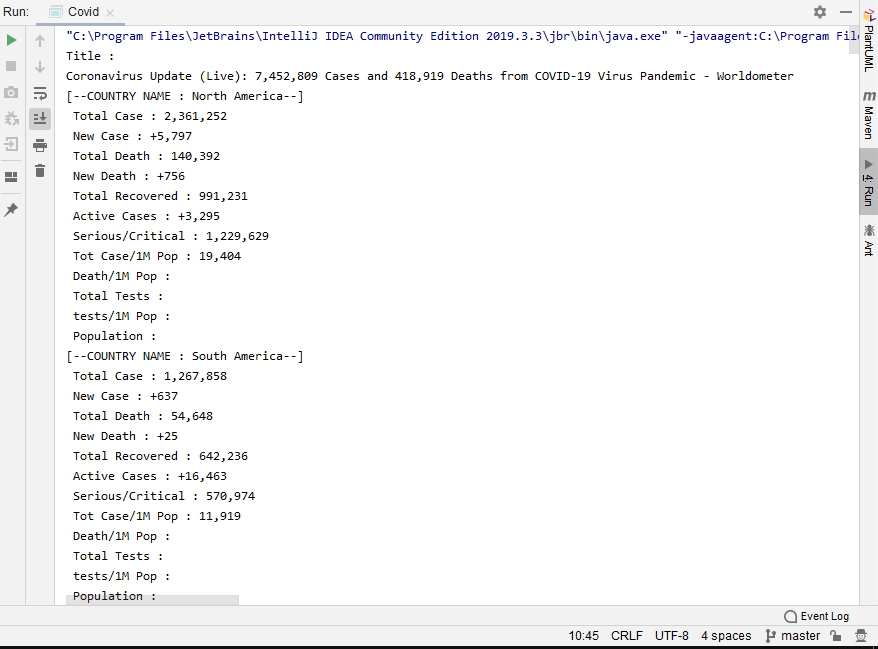 Run: Covid
"C:\Program Files\JetBrains\IntelliJ IDEA Community Edition 2019.3.3\jbr\bin\java.exe" "-javaagent:C:\Program Fil
Title :
Coronavirus Update (Live): 7,452,809 Cases and 418,919 Deaths from COVID-19 Virus Pandemic - Worldometer
[--COUNTRY NAME : North America--]
Total Case : 2,361,252
New Case : +5,797
Total Death : 140,392
New Death : +756
Total Recovered : 991,231
Active Cases : +3,295
Serious/Critical : 1,229,629
Tot Case/1M Pop : 19,404
Death/1M Pop :
Total Tests :
tests/1M Pop :
Population :
[--COUNTRY NAME : South America--]
Total Case : 1,267,858
New Case : +637
Total Death : 54,648
New Death : +25
Total Recovered : 642,236
Active Cases : +16,463
Serious/Critical : 570,974
Tot Case/1M Pop : 11,919
Death/1M Pop :
Total Tests :
tests/1M Pop :
Population :
PlantUML
m Maven
4: Run
Ant
Event Log
10:45 CRLF UTF-8 4 spaces master